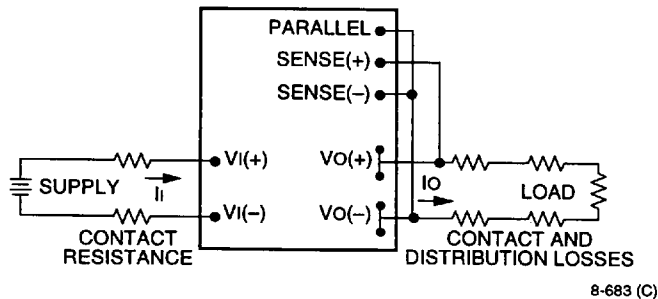 PARALLEL
SENSE(+)
SENSE(–)
VI(+)
VO(+)
SUPPLY
II
IO
LOAD
VI(–)
VO(–)
CONTACT
RESISTANCE
CONTACT AND
DISTRIBUTION LOSSES
8-683 (C)